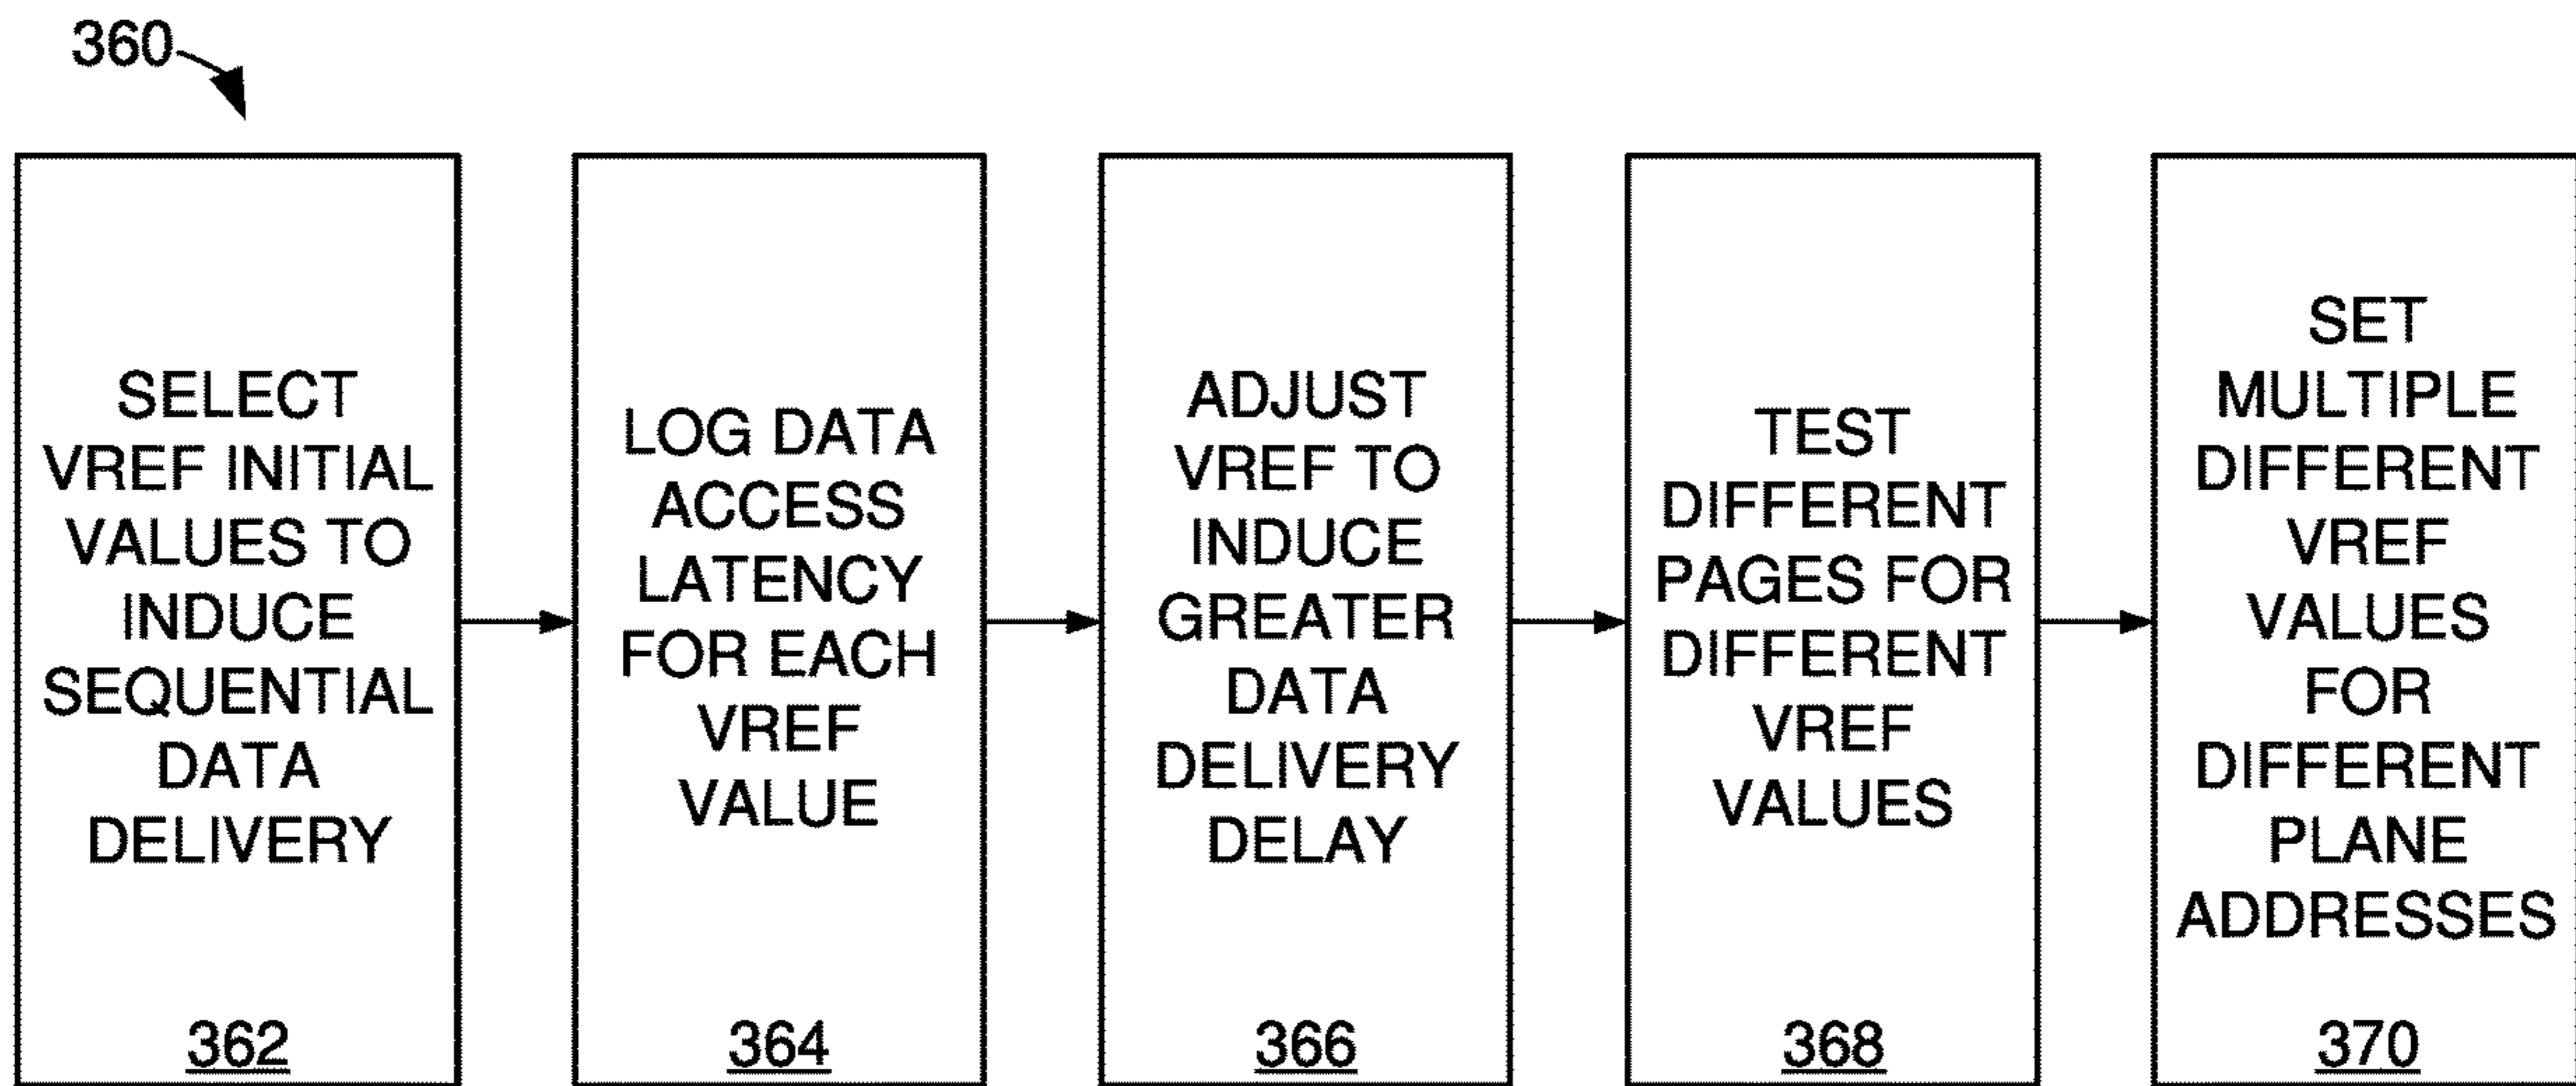 360
SELECT
VREF INITIAL
VALUES TO
INDUCE
SEQUENTIAL
DATA
DELIVERY
362
LOG DATA
ACCESS
LATENCY
FOR EACH
VREF
VALUE
364
ADJUST
VREF TO
INDUCE
GREATER
DATA
DELIVERY
DELAY
366
TEST
DIFFERENT
PAGES FOR
DIFFERENT
VREF
VALUES
368
SET
MULTIPLE
DIFFERENT
VREF
VALUES
FOR
DIFFERENT
PLANE
ADDRESSES
370